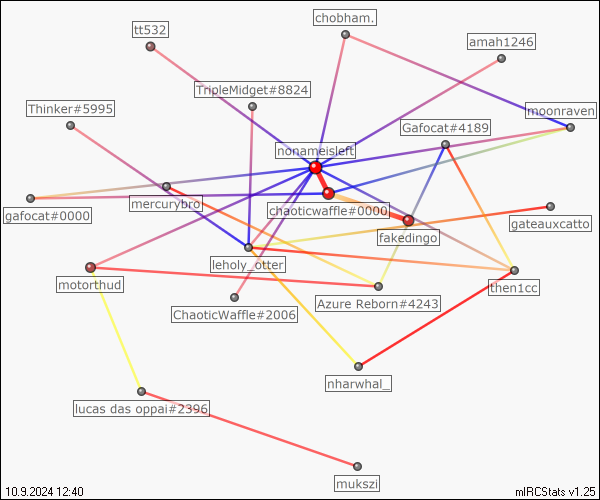 chobham.
tt532
amah1246
TripleMidget#8824
Thinker#5995
moonraven
Gafocat#4189
nonameisleft
mercurybro
chaoticwaffle#0000
gafocat#0000
gateauxcatto
fakedingo
leholy_otter
motorthud
then1cc
Azure Reborn#4243
ChaoticWaffle#2006
nharwhal_
lucas das oppai#2396
mukszi
10.9.2024 12:40
mIRCStats v1.25